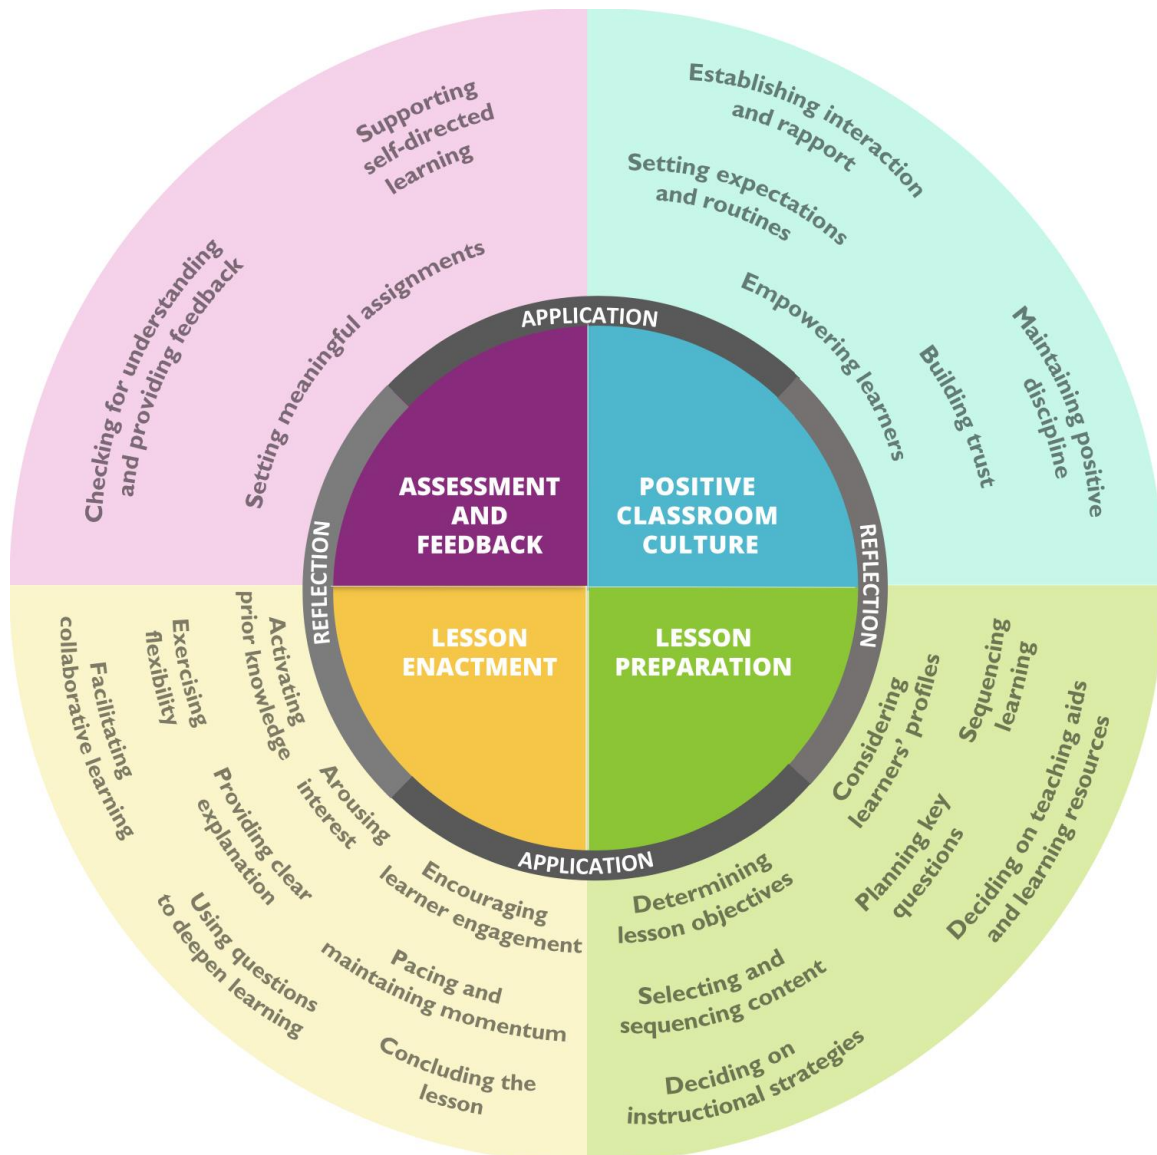 Supporting
self-directed
learning
Checking for understanding
and providing feedback
Setting meaningful assignments
Establishing interaction
and rapport
Setting expectations
and routines
Empowering learners
Building trust
Maintaining positive
discipline
APPLICATION
REFLECTION
REFLECTION
APPLICATION
ASSESSMENT
AND
FEEDBACK
POSITIVE
CLASSROOM
CULTURE
LESSON
ENACTMENT
LESSON
PREPARATION
Activating
prior knowledge
Exercising
flexibility
Facilitating
collaborative learning
Arousing
interest
Providing clear
explanation
Encouraging
learner engagement
Using questions
to deepen learning
Pacing and
maintaining momentum
Concluding the
lesson
Considering
learners' profiles
Sequencing
learning
Planning key
questions
Deciding on teaching aids
and learning resources
Determining
lesson objectives
Selecting and
sequencing content
Deciding on
instructional strategies